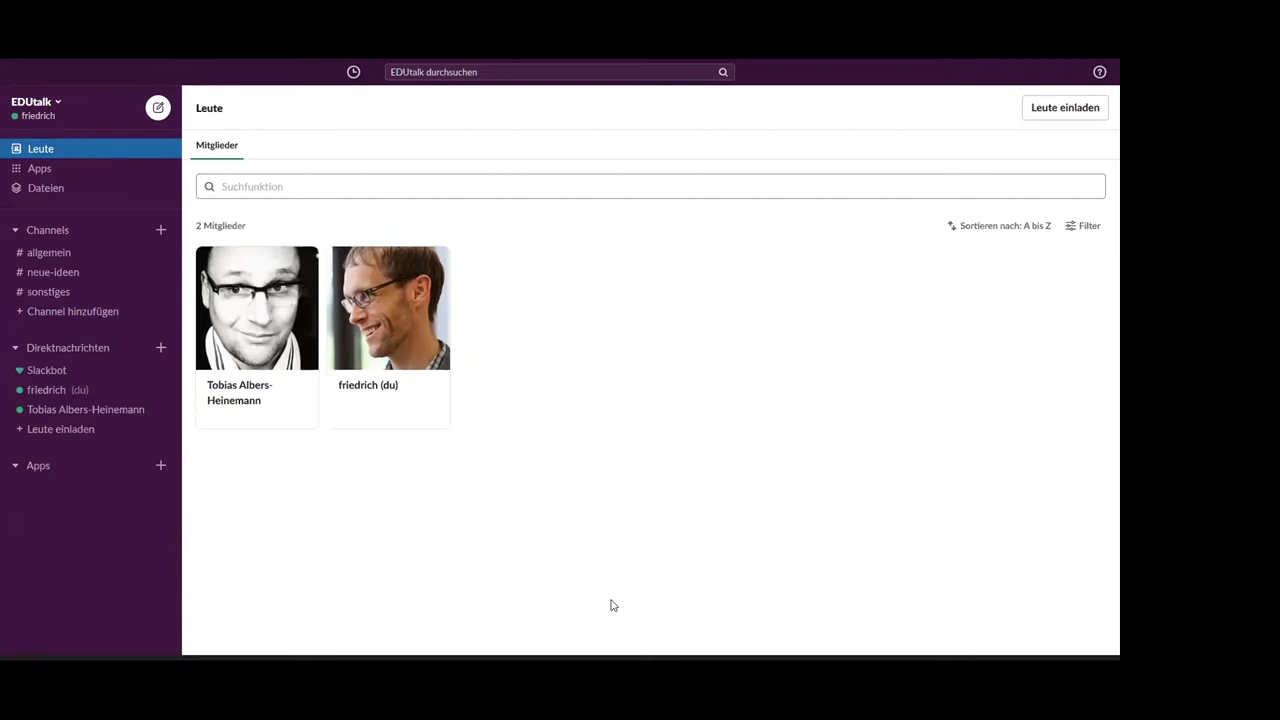 EDUtalk durchsuchen
EDUtalk
friedrich
Leute
Apps
Dateien
Channels
# allgemein
# neue-ideen
# sonstiges
+ Channel hinzufügen
Direktnachrichten
Slackbot
friedrich (du)
Tobias Albers-Heinemann
+ Leute einladen
Apps
Leute
Leute einladen
Mitglieder
Suchfunktion
2 Mitglieder
Sortieren nach: A bis Z
Filter
Tobias Albers-
Heinemann
friedrich (du)